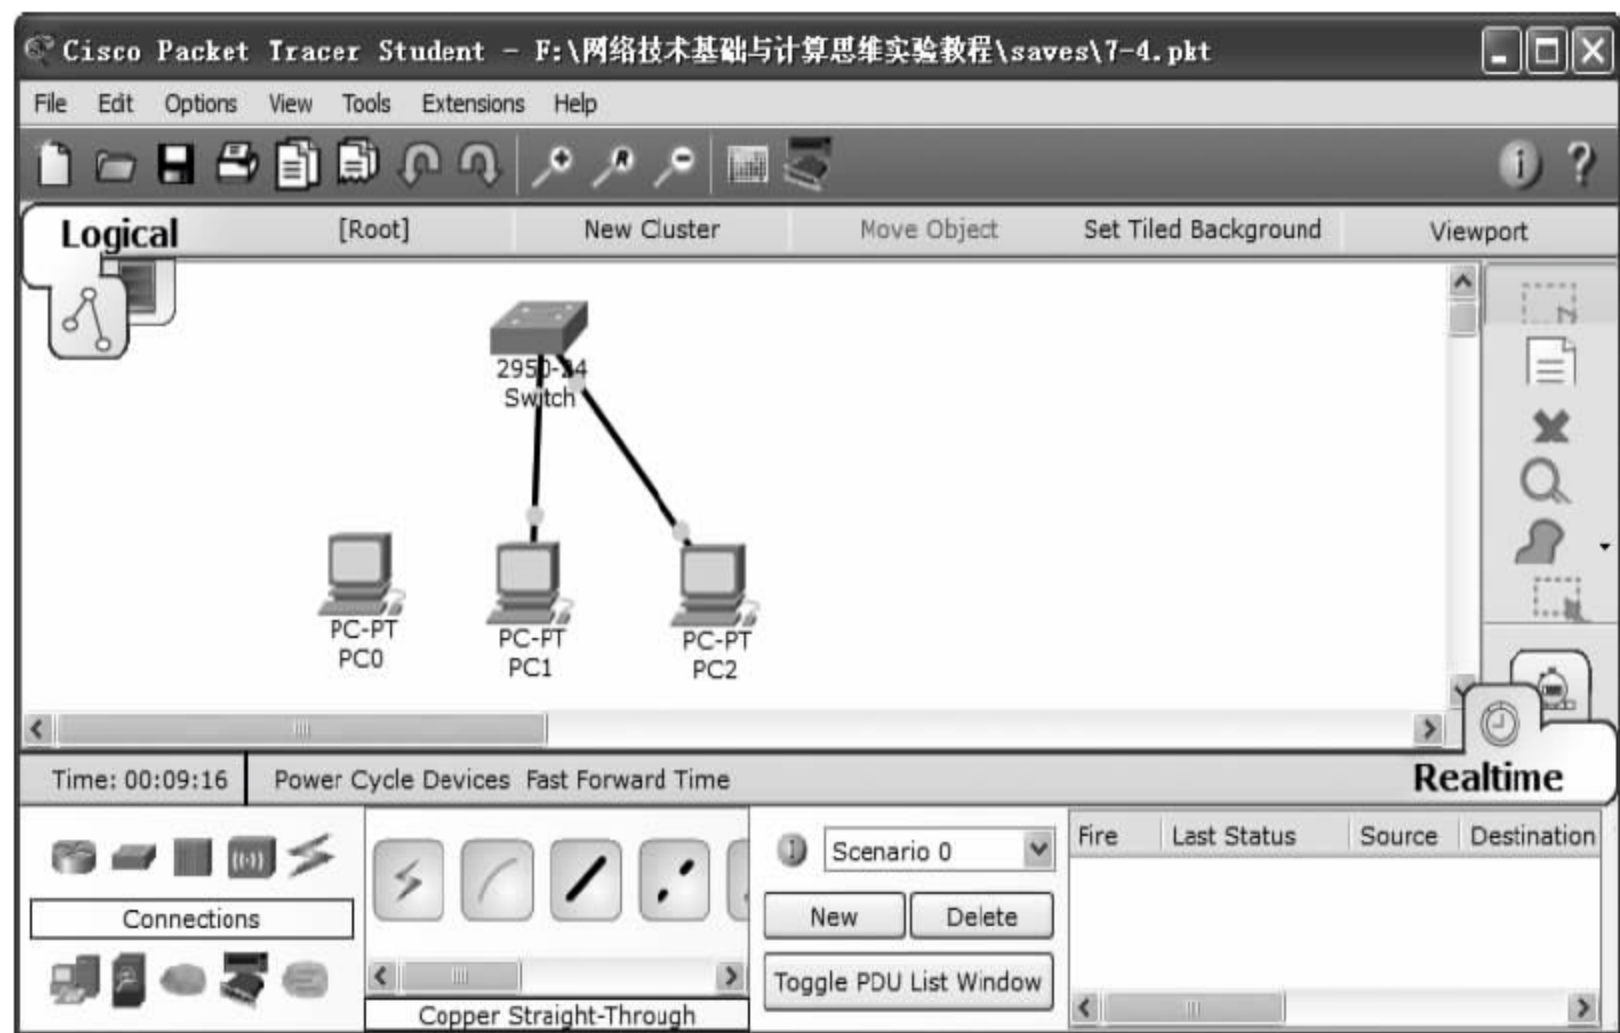 Cisco Packet Tracer Student - F:\网络技术基础与计算思维实验教程\saves\7-4.pkt
File Edit Options View Tools Extensions Help
Logical [Root] New Cluster Move Object Set Tiled Background Viewport
2950-24
Switch
PC-PT
PC0
PC-PT
PC1
PC-PT
PC2
Time: 00:09:16 Power Cycle Devices Fast Forward Time Realtime
Connections
Copper Straight-Through
Scenario 0
New Delete
Toggle PDU List Window
Fire Last Status Source Destination